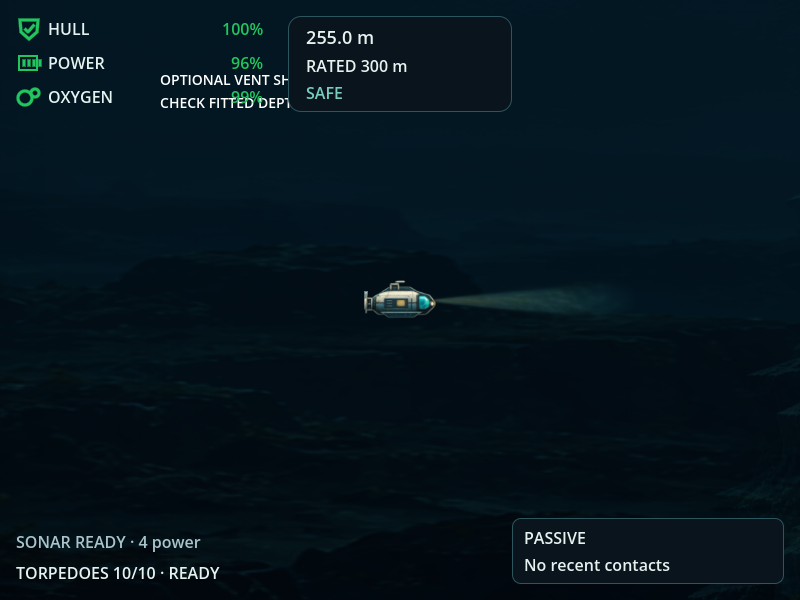 HULL 100%
POWER 96%
OXYGEN 99%
OPTIONAL VENT SH
CHECK FITTED DEPT
255.0 m
RATED 300 m
SAFE
SONAR READY · 4 power
TORPEDOES 10/10 · READY
PASSIVE
No recent contacts